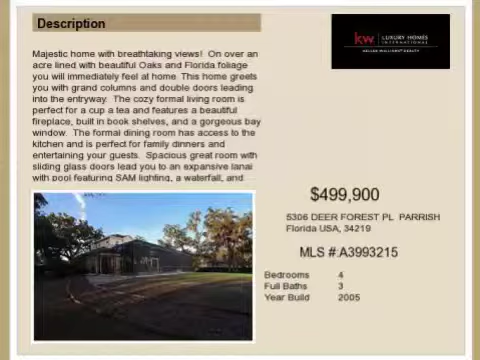 Description
Majestic home with breathtaking views!  On over an
acre lined with beautiful Oaks and Florida foliage
you will immediately feel at home. This home greets
you with grand columns and double doors leading
into the entryway.  The cozy formal living room is
perfect for a cup a tea and features a beautiful
fireplace, built in book shelves, and a gorgeous bay
window.  The formal dining room has access to the
kitchen and is perfect for family dinners and
entertaining your guests.  Spacious great room with
sliding glass doors lead you to an expansive lanai
with pool featuring SAM lighting, a waterfall, and
kw LUXURY HOMES
INTERNATIONAL
KELLER WILLIAMS REALTY
$499,900
5306 DEER FOREST PL  PARRISH
Florida USA, 34219
MLS #:A3993215
Bedrooms 4
Full Baths 3
Year Build 2005